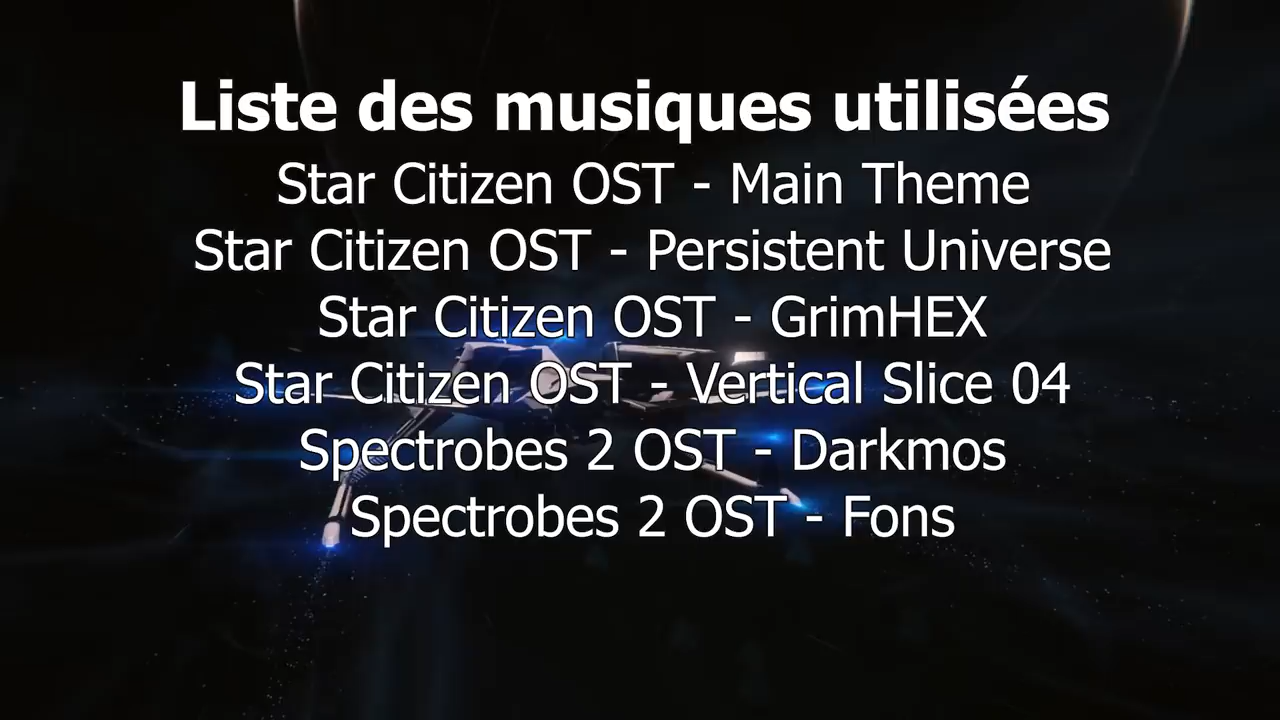 Liste des musiques utilisées
Star Citizen OST - Main Theme
Star Citizen OST - Persistent Universe
Star Citizen OST - GrimHEX
Star Citizen OST - Vertical Slice 04
Spectrobes 2 OST - Darkmos
Spectrobes 2 OST - Fons